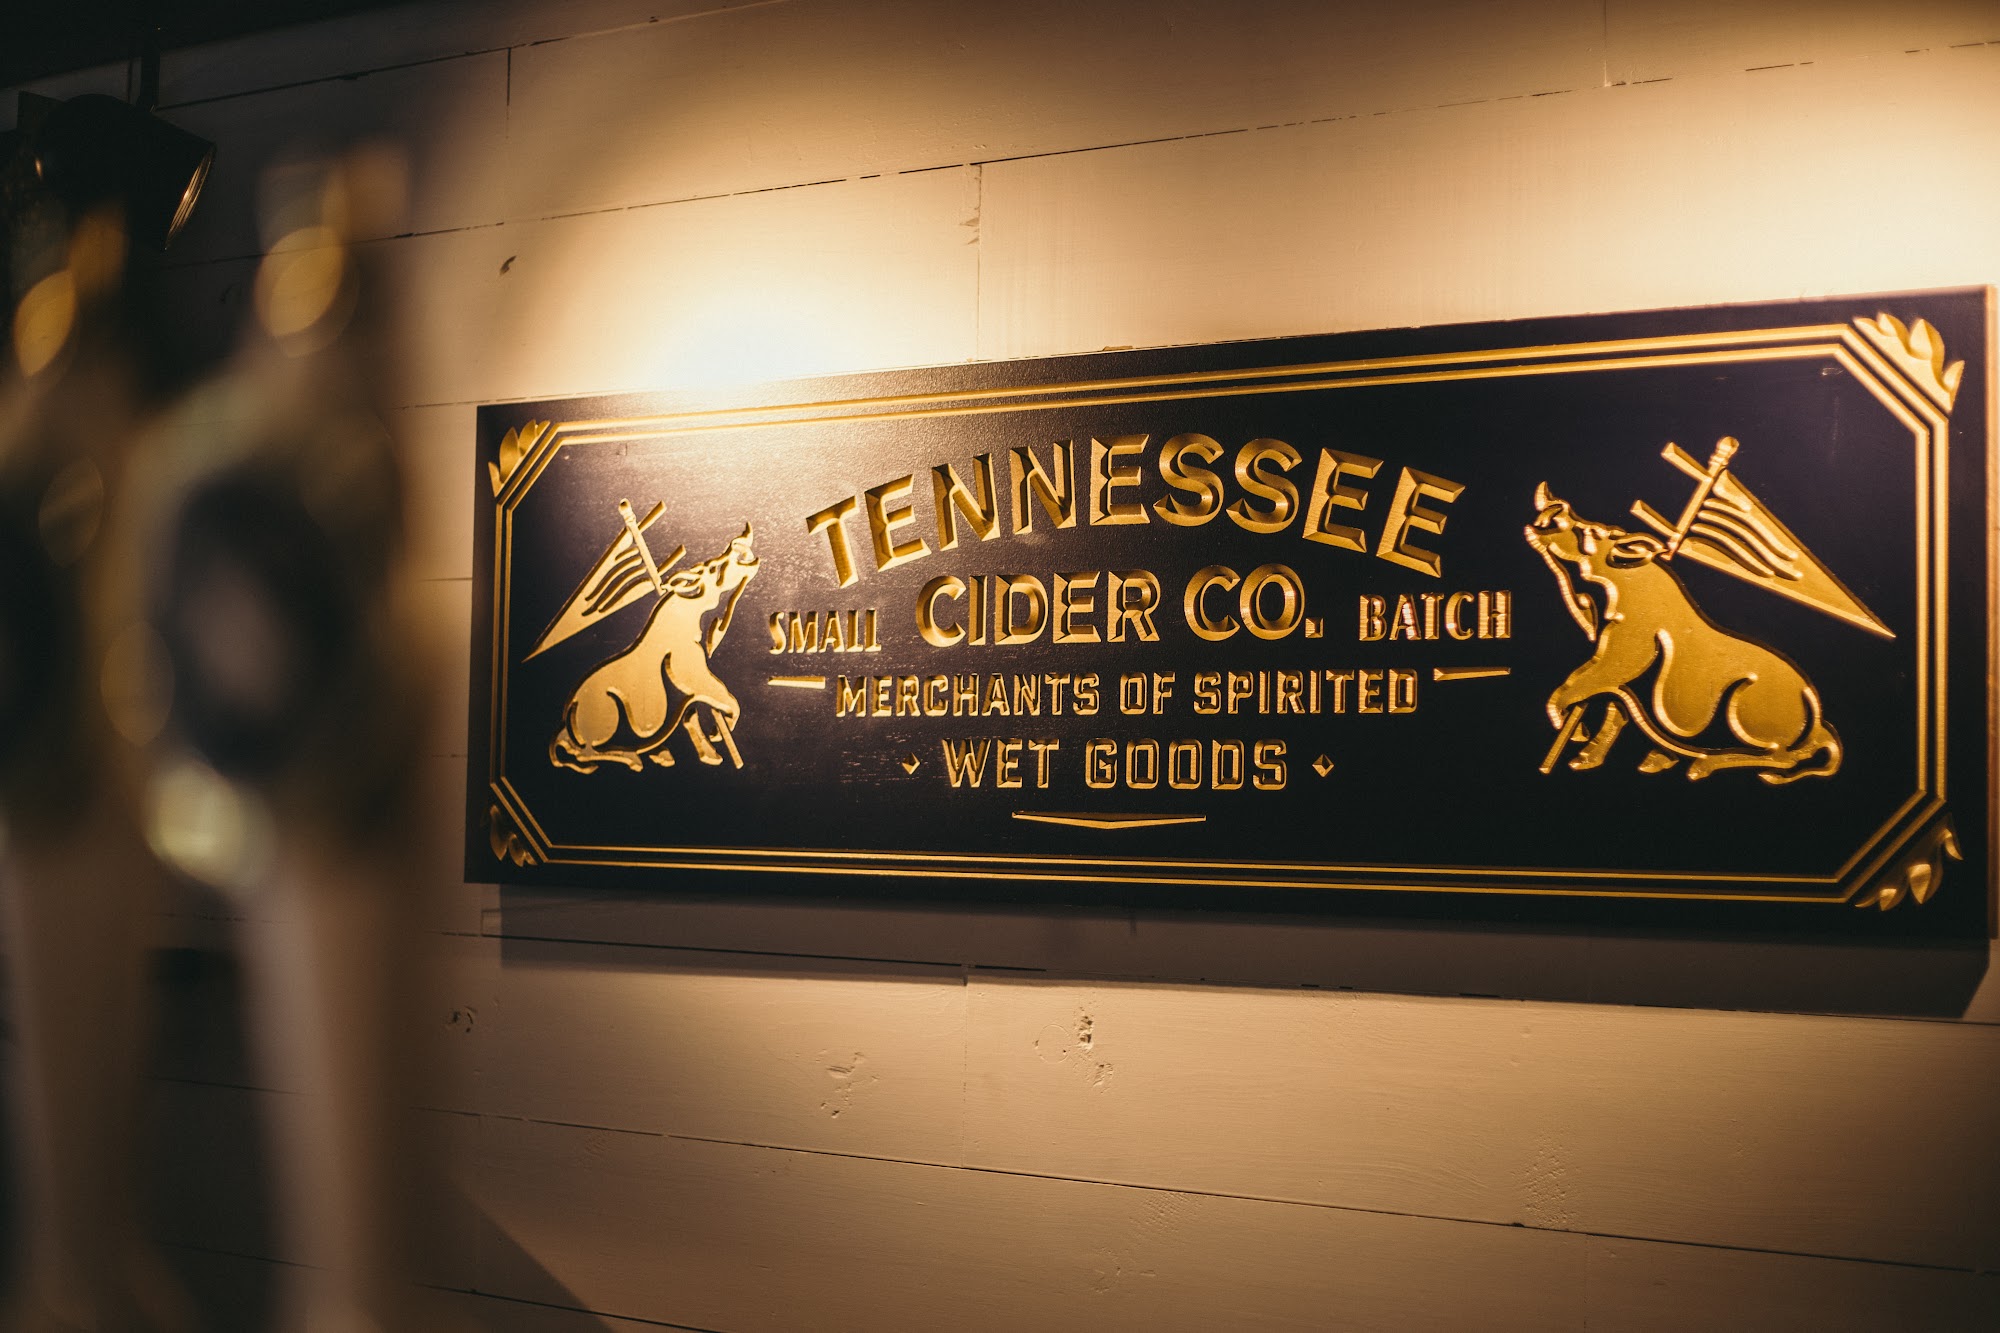 TENNESSEE
SMALL CIDER CO. BATCH
MERCHANTS OF SPIRITED
WET GOODS